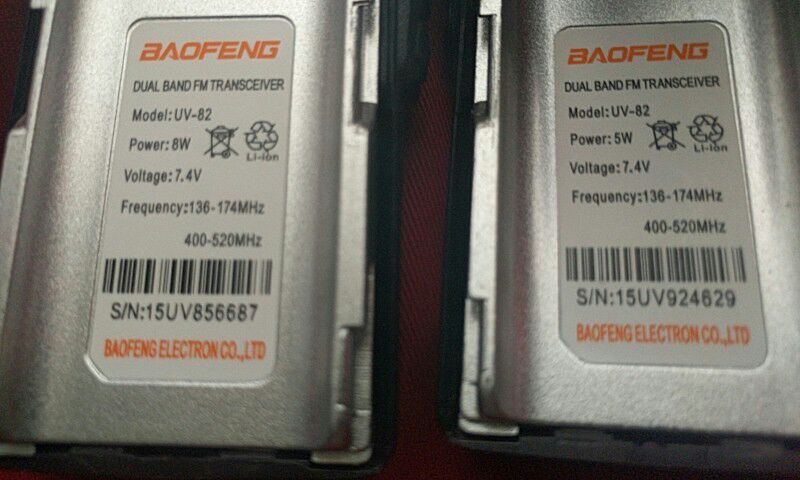 BAOFENG
DUAL BAND FM TRANSCEIVER
Model:UV-82
Power: 8W
Li-ion
Voltage: 7.4V
Frequency:136-174MHz
400-520MHz
S/N:15UV856687
BAOFENG ELECTRON CO.,LTD
BAOFENG
DUAL BAND FM TRANSCEIVER
Model: UV-82
Power: 5W
Li-ion
Voltage: 7.4V
Frequency:136-174MHz
400-520MHz
S/N:15UV924629
BAOFENG ELECTRON CO.,LTD